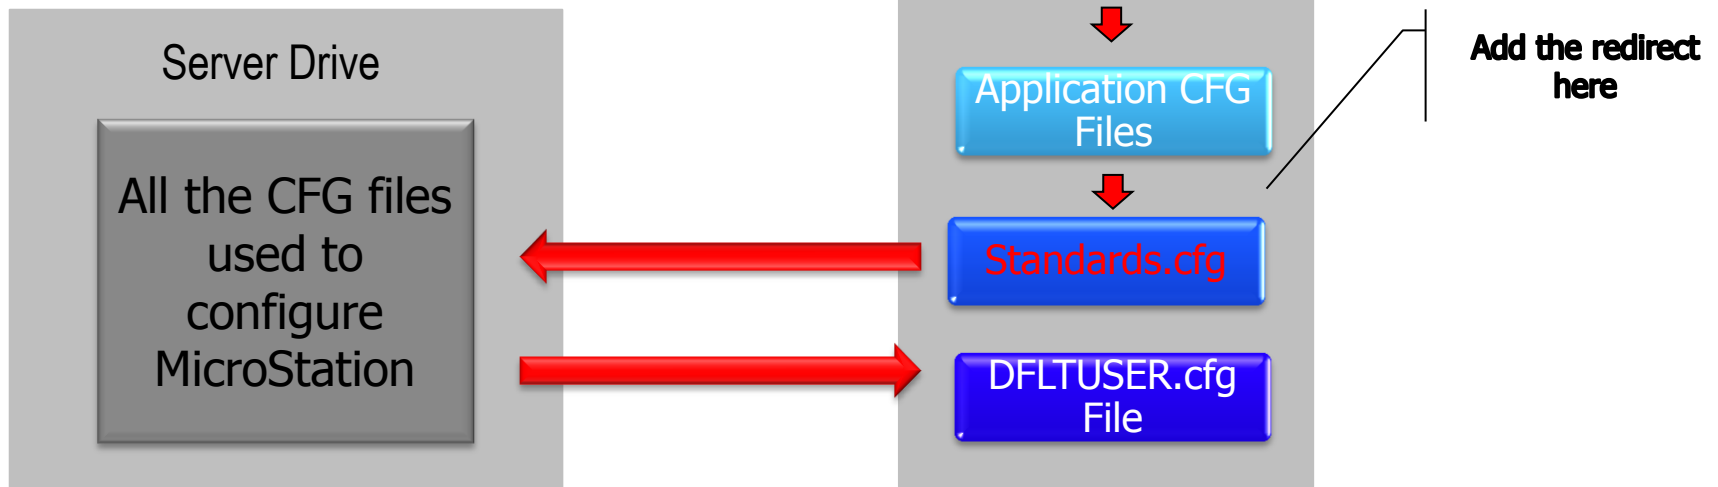 Server Drive
All the CFG files
used to
configure
MicroStation
Application CFG
Files
Standards.cfg
DFLTUSER.cfg
File
Add the redirect
here